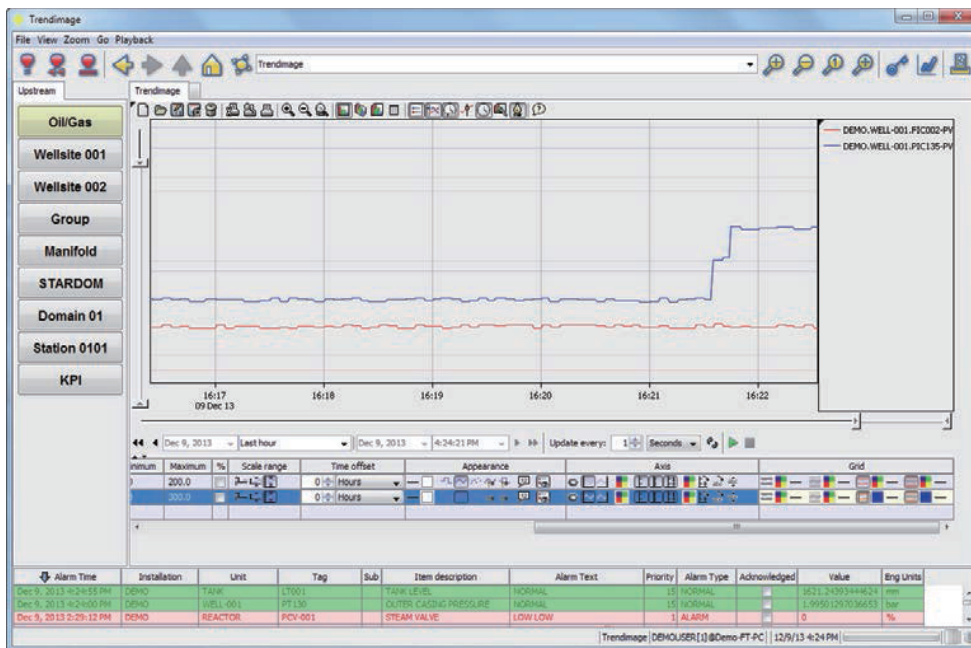 Trendimage
File View Zoom Go Playback
Trendimage
Upstream
Trendimage
Oil/Gas
Wellsite 001
Wellsite 002
Group
Manifold
STARDOM
Domain 01
Station 0101
KPI
DEMO.WELL-001.FIC002-PV
DEMO.WELL-001.PIC135-PV
16:17 16:18 16:19 16:20 16:21 16:22
09 Dec 13
Dec 9, 2013 Last hour Dec 9, 2013 4:24:21 PM Update every: 1 Seconds
nimum Maximum % Scale range Time offset Appearance Axis Grid
200.0 0 Hours
300.0 0 Hours
Alarm Time Installation Unit Tag Sub Item description Alarm Text Priority Alarm Type Acknowledged Value Eng Units
Dec 9, 2013 4:24:55 PM DEMO TANK LT001 TANK LEVEL NORMAL 15 NORMAL 1621.24393444624 mm
Dec 9, 2013 4:24:00 PM DEMO WELL-001 PT130 OUTER CASING PRESSURE NORMAL 15 NORMAL 1.99501297036653 bar
Dec 9, 2013 2:29:12 PM DEMO REACTOR PCV-001 STEAM VALVE LOW LOW 1 ALARM 0 %
Trendimage DEMOUSER[1]@Demo-FT-PC 12/9/13 4:24 PM